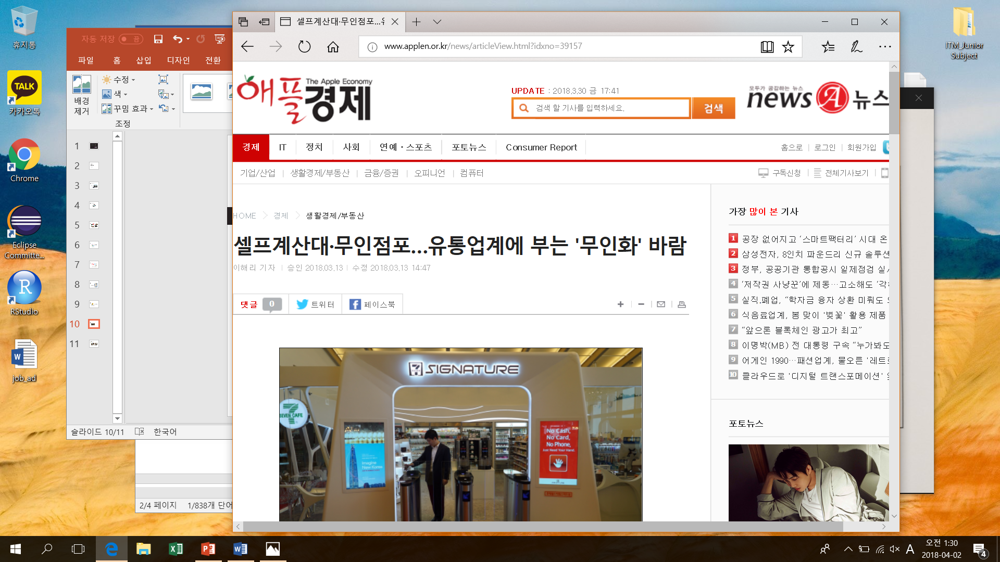 휴지통
카카오톡
TALK
Chrome
Eclipse
Committe...
RStudio
job_ad
ITM_Junior
Subject
자동 저장 끔
파일 홈 삽입 디자인 전환
배경
제거
수정
색
꾸밈 효과
조정
1
2
3
4
5
6
7
8
9
10
11
슬라이드 10/11 한국어
2/4 페이지 1/838개 단어
셀프계산대·무인점포...
www.applen.or.kr/news/articleView.html?idxno=39157
애플경제
The Apple Economy
UPDATE : 2018.3.30 금 17:41
검색 할 기사를 입력하세요.
검색
모두가 공감하는 뉴스
news A 뉴스
경제 IT 정치 사회 연예·스포츠 포토뉴스 Consumer Report
홈으로 | 로그인 | 회원가입
기업/산업 | 생활경제/부동산 | 금융/증권 | 오피니언 | 컴퓨터
구독신청 | 전체기사보기 |
HOME 경제 생활경제/부동산
셀프계산대·무인점포...유통업계에 부는 '무인화' 바람
이해리 기자 | 승인 2018.03.13 | 수정 2018.03.13 14:47
댓글 0 트위터 페이스북
7 SIGNATURE
7
SEVEN CAFE
Imagine
New Korea
No Cash,
No Card,
No Phone,
Just Need Your Hand.
가장 많이 본 기사
1 공장 없어지고 ‘스마트팩터리’ 시대 온
2 삼성전자, 8인치 파운드리 신규 솔루션
3 정부, 공공기관 통합공시 일제점검 실시
4 ‘저작권 사냥꾼’에 제동…고소해도 ‘각하
5 실직.폐업, “학자금 융자 상환 미뤄도
6 식음료업계, 봄 맞이 '벚꽃' 활용 제품
7 “앞으론 블록체인 광고가 최고”
8 이명박(MB) 전 대통령 구속 “누가봐도
9 어게인 1990…패션업계, 물오른 '레트로
10 클라우드로 '디지털 트랜스포메이션'
포토뉴스
A
오전 1:30
2018-04-02
4